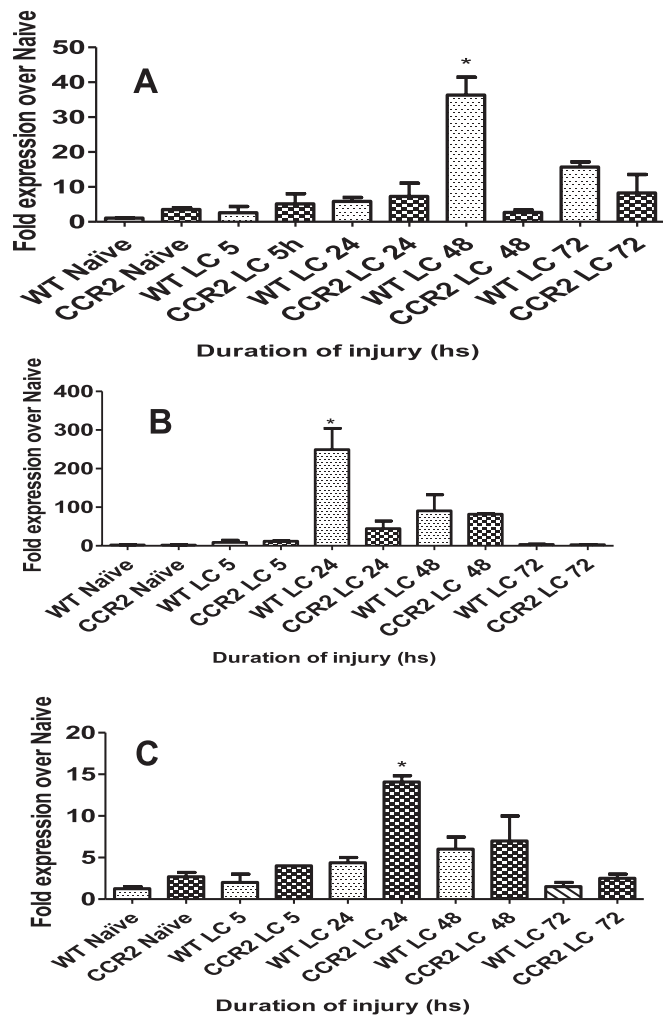 Fold expression over Naive
50
40
30
20
10
0
A
*
WT Naïve
CCR2 Naïve
WT LC 5
CCR2 LC 5h
WT LC 24
CCR2 LC 24
WT LC 48
CCR2 LC 48
WT LC 72
CCR2 LC 72
Duration of injury (hs)
Fold expression over Naive
400
300
200
100
0
B
*
WT Naïve
CCR2 Naïve
WT LC 5
CCR2 LC 5
WT LC 24
CCR2 LC 24
WT LC 48
CCR2 LC 48
WT LC 72
CCR2 LC 72
Duration of injury (hs)
Fold expression over Naive
20
15
10
5
0
C
*
WT Naïve
CCR2 Naïve
WT LC 5
CCR2 LC 5
WT LC 24
CCR2 LC 24
WT LC 48
CCR2 LC 48
WT LC 72
CCR2 LC 72
Duration of injury (hs)